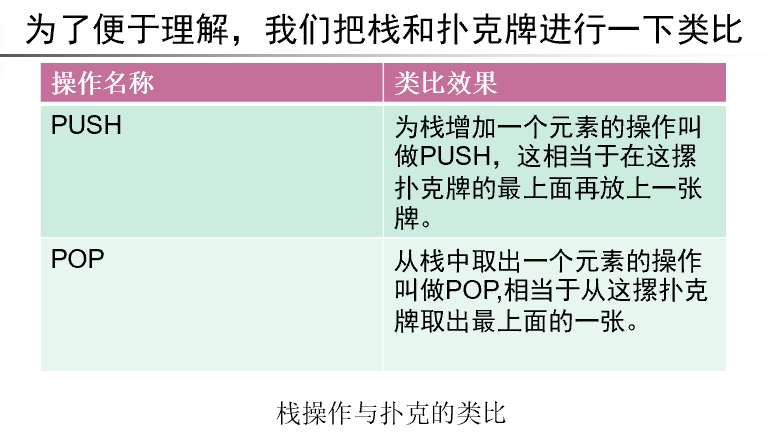 为了便于理解，我们把栈和扑克牌进行一下类比
操作名称
类比效果
PUSH
为栈增加一个元素的操作叫
做PUSH，这相当于在这摞
扑克牌的最上面再放上一张
牌。
POP
从栈中取出一个元素的操作
叫做POP,相当于从这摞扑克
牌取出最上面的一张。
栈操作与扑克的类比